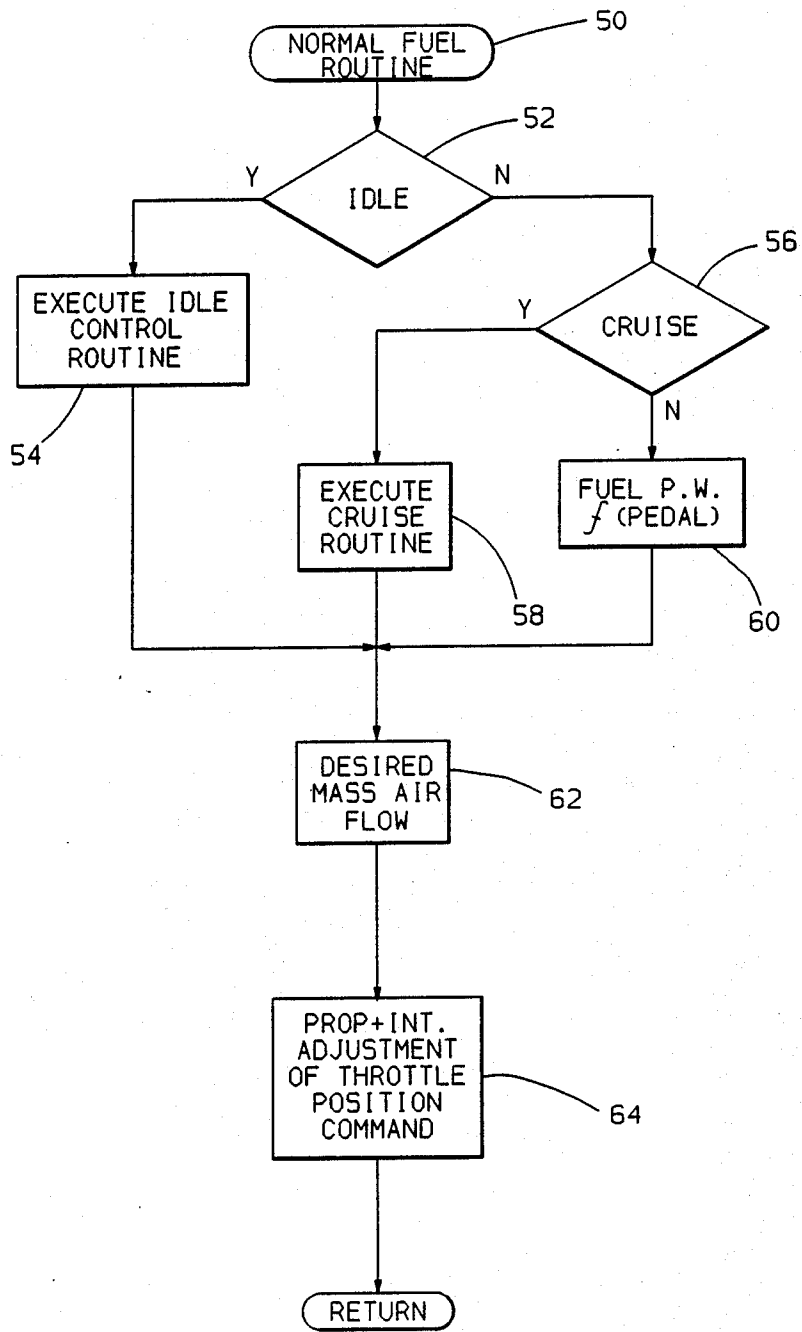 NORMAL FUEL
ROUTINE
50
52
Y
IDLE
N
56
EXECUTE IDLE
CONTROL
ROUTINE
54
Y
CRUISE
N
EXECUTE
CRUISE
ROUTINE
58
FUEL P.W.
ƒ (PEDAL)
60
DESIRED
MASS AIR
FLOW
62
PROP+INT.
ADJUSTMENT
OF THROTTLE
POSITION
COMMAND
64
RETURN